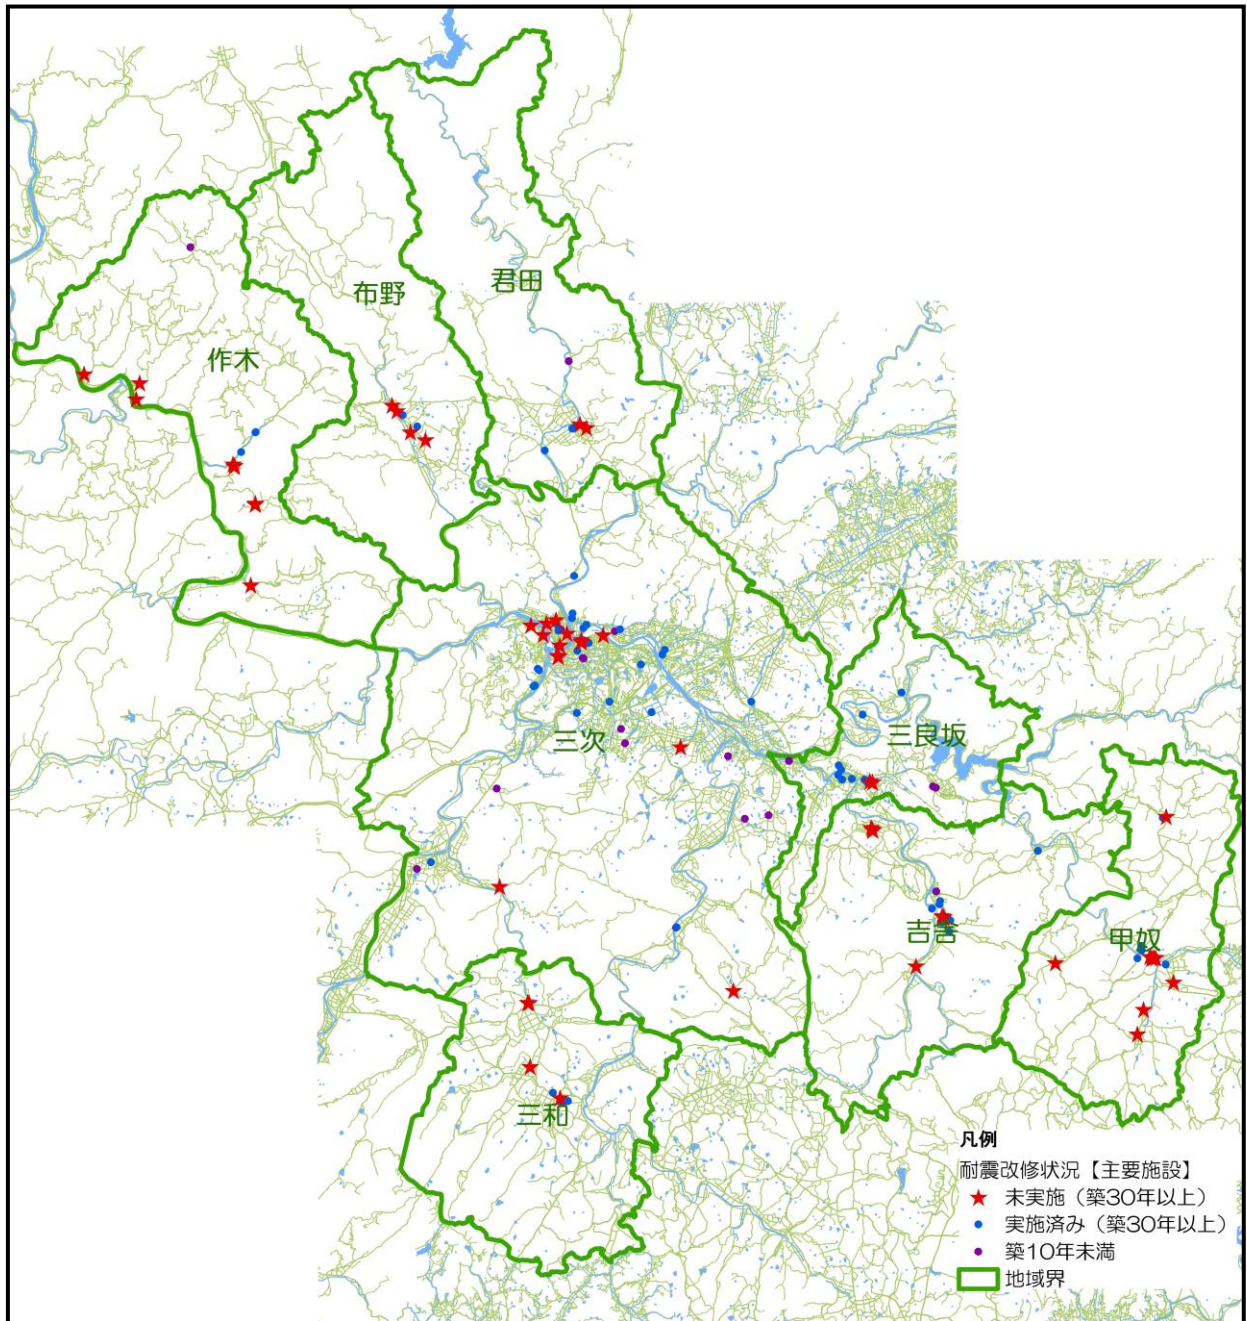 君田
布野
作木
三次
三良坂
吉舎
甲奴
三和
凡例
耐震改修状況【主要施設】
未実施（築30年以上）
実施済み（築30年以上）
築10年未満
地域界